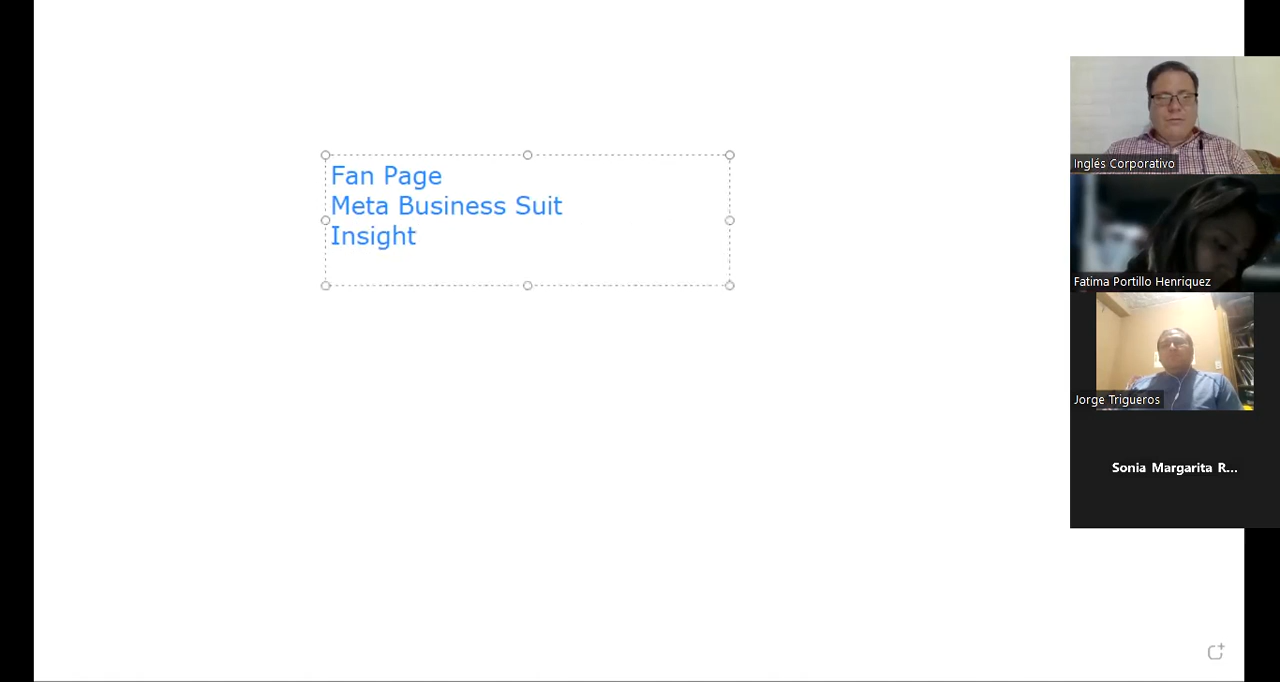 Fan Page
Meta Business Suit
Insight
Inglés Corporativo
Fatima Portillo Henriquez
Jorge Trigueros
Sonia Margarita R...